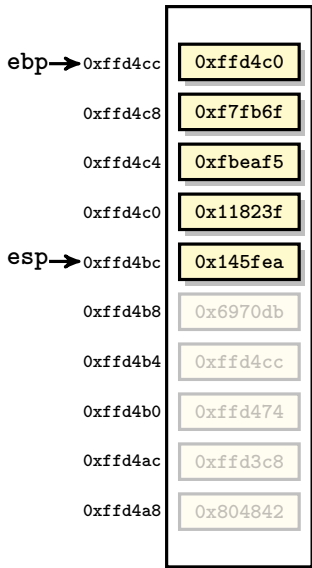 ebp 0xffd4cc 0xffd4c0
0xffd4c8 0xf7fb6f
0xffd4c4 0xfbeaf5
0xffd4c0 0x11823f
esp 0xffd4bc 0x145fea
0xffd4b8 0x6970db
0xffd4b4 0xffd4cc
0xffd4b0 0xffd474
0xffd4ac 0xffd3c8
0xffd4a8 0x804842